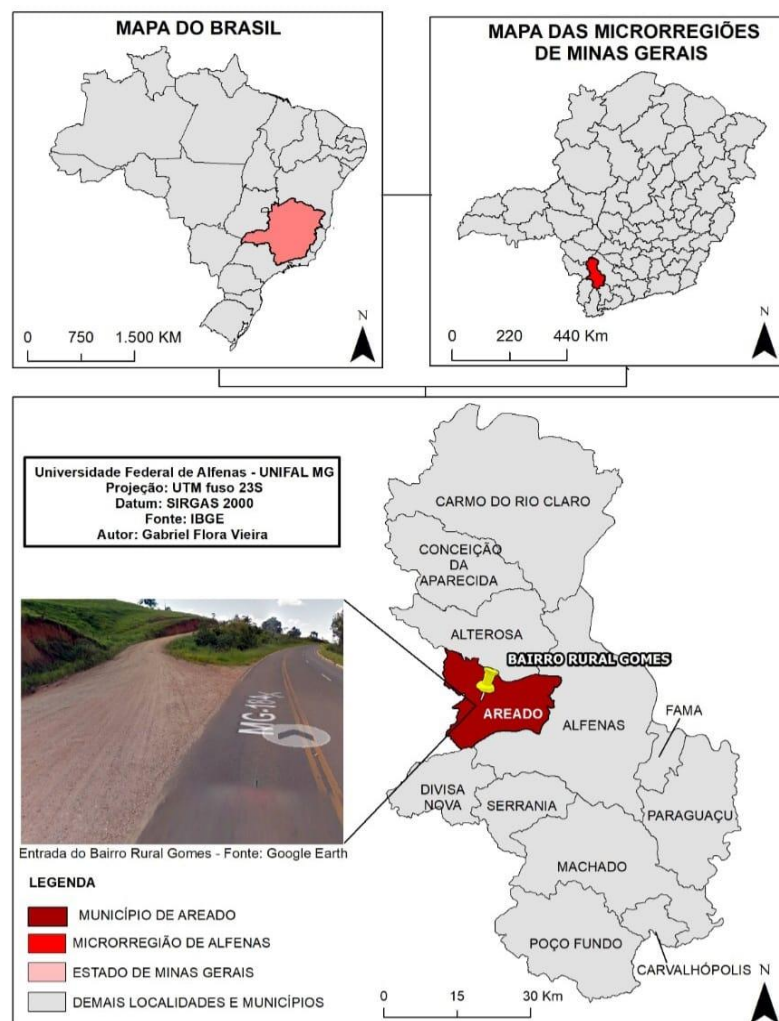 MAPA DO BRASIL
N
0 750 1.500 KM
MAPA DAS MICRORREGIÕES
DE MINAS GERAIS
N
0 220 440 Km
Universidade Federal de Alfenas - UNIFAL MG
Projeção: UTM fuso 23S
Datum: SIRGAS 2000
Fonte: IBGE
Autor: Gabriel Flora Vieira
CARMO DO RIO CLARO
CONCEIÇÃO
DA
APARECIDA
ALTEROSA
BAIRRO RURAL GOMES
AREADO
ALFENAS
FAMA
DIVISA
NOVA
SERRANIA
PARAGUAÇU
MACHADO
POÇO FUNDO
CARVALHÓPOLIS
MG-184
Entrada do Bairro Rural Gomes - Fonte: Google Earth
LEGENDA
MUNICÍPIO DE AREADO
MICRORREGIÃO DE ALFENAS
ESTADO DE MINAS GERAIS
DEMAIS LOCALIDADES E MUNICÍPIOS
0 15 30 Km
N